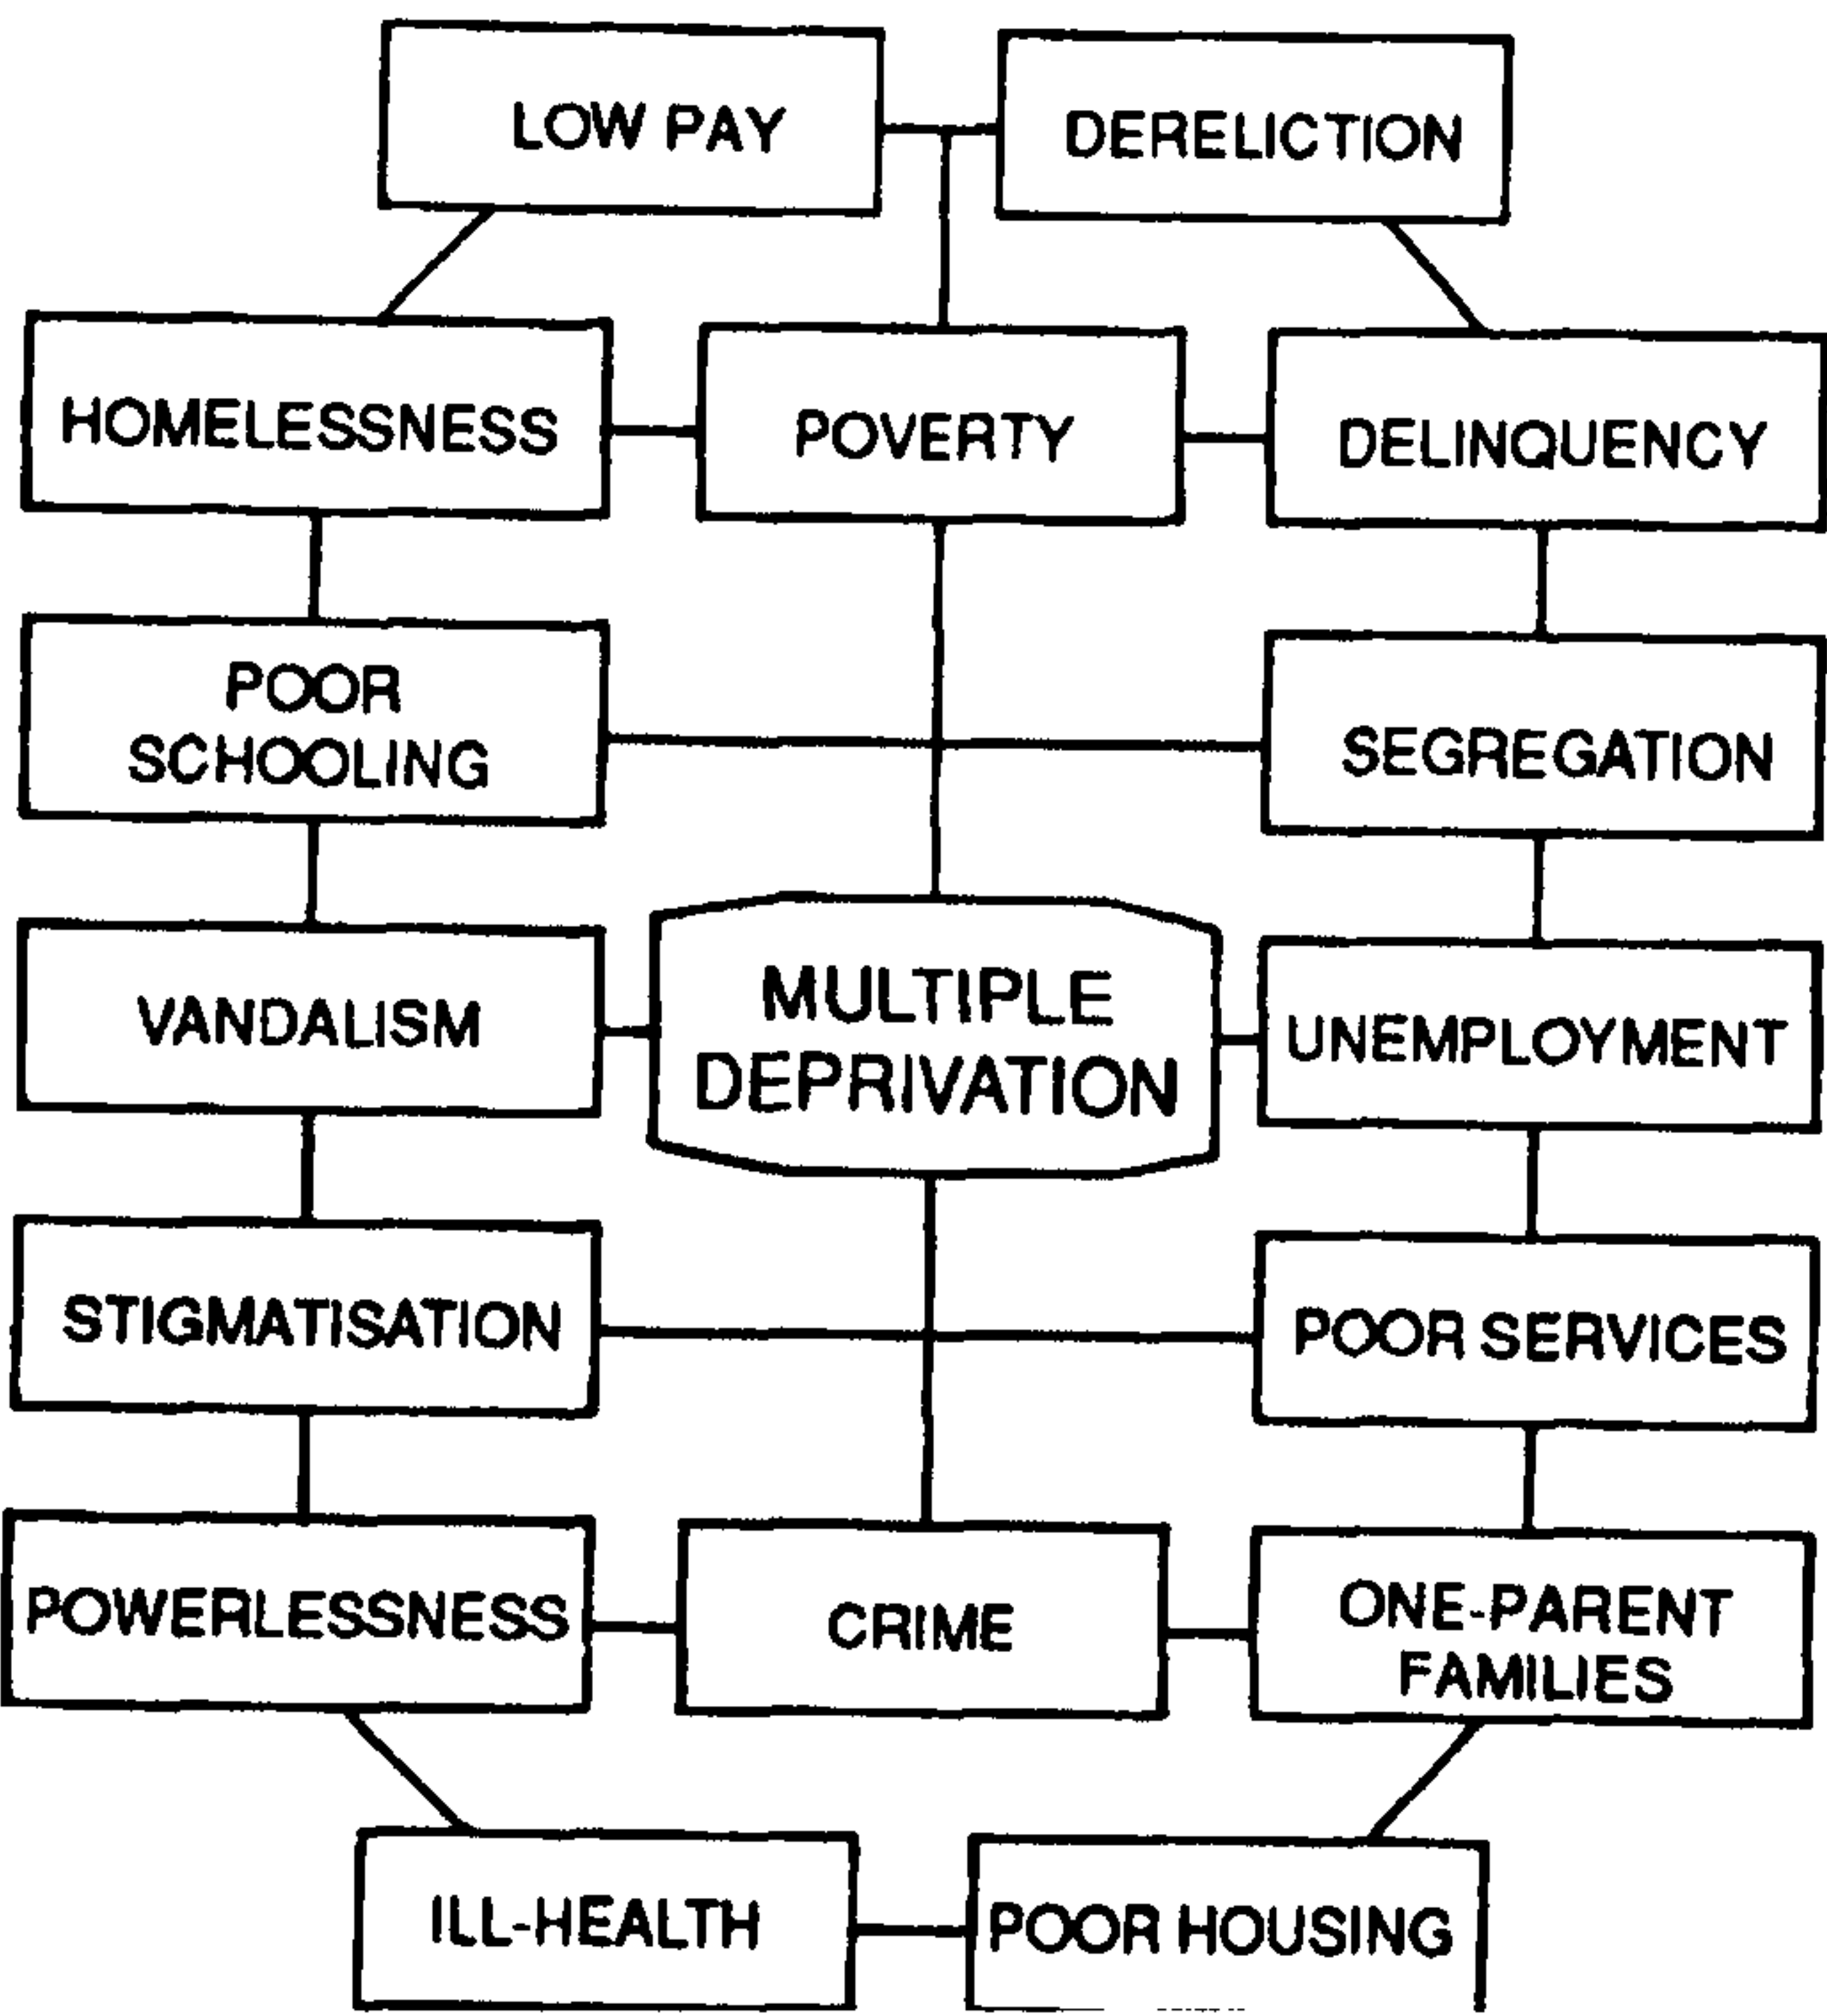 LOW PAY
DERELICTION
HOMELESSNESS
POVERTY
DELINQUENCY
POOR
SCHOOLING
SEGREGATION
VANDALISM
MULTIPLE
DEPRIVATION
UNEMPLOYMENT
STIGMATISATION
POOR SERVICES
POWERLESSNESS
CRIME
ONE-PARENT
FAMILIES
ILL-HEALTH
POOR HOUSING